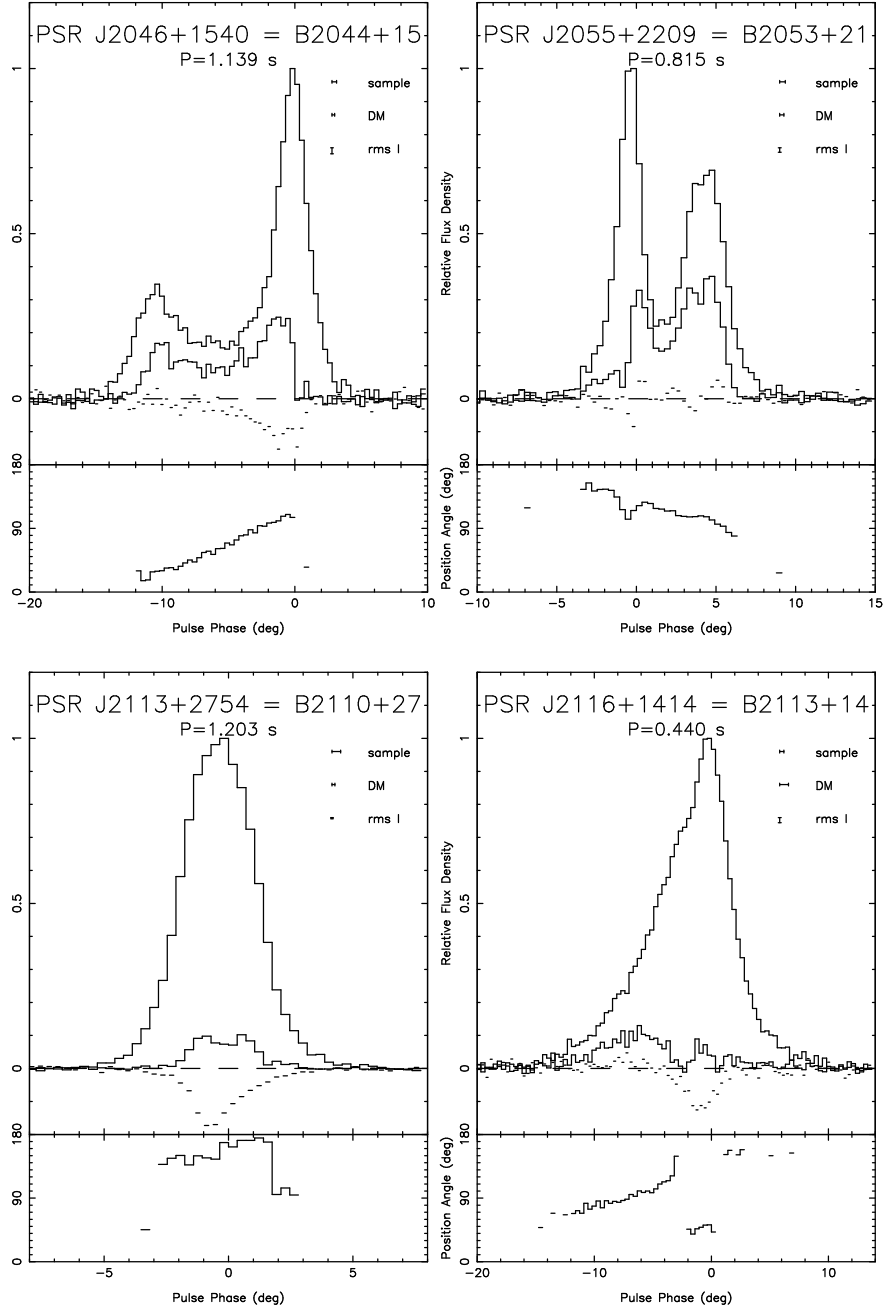 PSR J2046+1540 = B2044+15
P=1.139 s
sample
DM
rms I
1
0.5
0
180
90
0
-20
-10
0
10
Pulse Phase (deg)
PSR J2055+2209 = B2053+21
P=0.815 s
sample
DM
rms I
Relative Flux Density
1
0.5
0
180
90
0
Position Angle (deg)
-10
-5
0
5
10
15
Pulse Phase (deg)
PSR J2113+2754 = B2110+27
P=1.203 s
sample
DM
rms I
1
0.5
0
180
90
0
-5
0
5
Pulse Phase (deg)
PSR J2116+1414 = B2113+14
P=0.440 s
sample
DM
rms I
Relative Flux Density
1
0.5
0
180
90
0
Position Angle (deg)
-20
-10
0
10
Pulse Phase (deg)